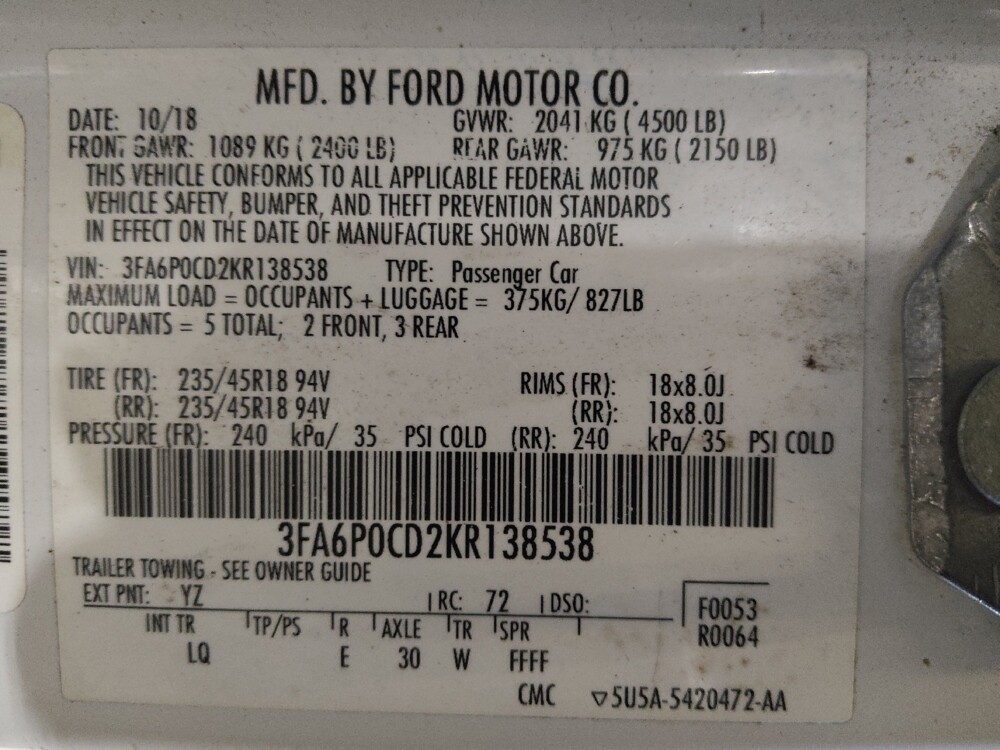 MFD. BY FORD MOTOR CO.
DATE: 10/18 GVWR: 2041 KG ( 4500 LB)
FRONT GAWR: 1089 KG ( 2400 LB) REAR GAWR: 975 KG ( 2150 LB)
THIS VEHICLE CONFORMS TO ALL APPLICABLE FEDERAL MOTOR
VEHICLE SAFETY, BUMPER, AND THEFT PREVENTION STANDARDS
IN EFFECT ON THE DATE OF MANUFACTURE SHOWN ABOVE.
VIN: 3FA6P0CD2KR138538 TYPE: Passenger Car
MAXIMUM LOAD = OCCUPANTS + LUGGAGE = 375KG/ 827LB
OCCUPANTS = 5 TOTAL; 2 FRONT, 3 REAR
TIRE (FR): 235/45R18 94V RIMS (FR): 18x8.0J
(RR): 235/45R18 94V (RR): 18x8.0J
PRESSURE (FR): 240 kPa/ 35 PSI COLD (RR): 240 kPa/ 35 PSI COLD
3FA6P0CD2KR138538
TRAILER TOWING - SEE OWNER GUIDE
EXT PNT: YZ RC: 72 DSO: F0053
INT TR TP/PS R AXLE TR SPR R0064
LQ E 30 W FFFF
CMC ▽5U5A-5420472-AA